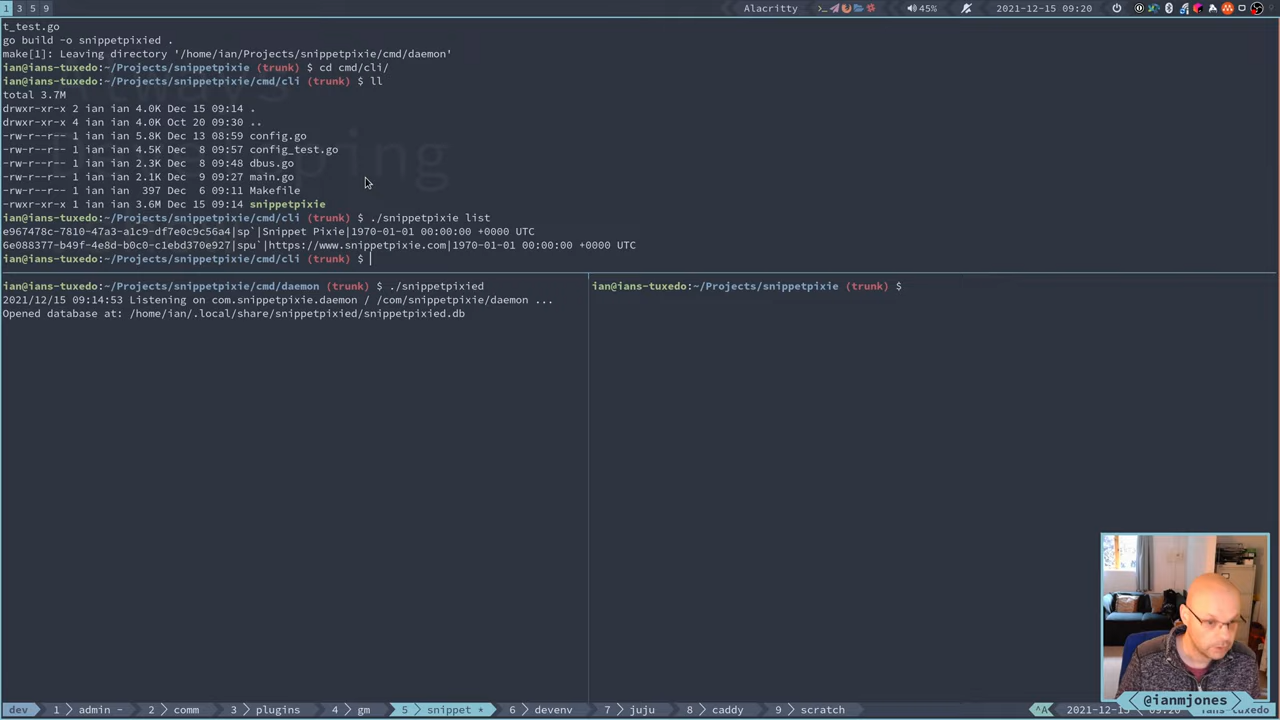 1 3 5 9
Alacritty
45%
2021-12-15 09:20
t_test.go
go build -o snippetpixied .
make[1]: Leaving directory '/home/ian/Projects/snippetpixie/cmd/daemon'
ian@ians-tuxedo:~/Projects/snippetpixie (trunk) $ cd cmd/cli/
ian@ians-tuxedo:~/Projects/snippetpixie/cmd/cli (trunk) $ ll
total 3.7M
drwxr-xr-x 2 ian ian 4.0K Dec 15 09:14 .
drwxr-xr-x 4 ian ian 4.0K Oct 20 09:30 ..
-rw-r--r-- 1 ian ian 5.8K Dec 13 08:59 config.go
-rw-r--r-- 1 ian ian 4.5K Dec  8 09:57 config_test.go
-rw-r--r-- 1 ian ian 2.3K Dec  8 09:48 dbus.go
-rw-r--r-- 1 ian ian 2.1K Dec  9 09:27 main.go
-rw-r--r-- 1 ian ian  397 Dec  6 09:11 Makefile
-rwxr-xr-x 1 ian ian 3.6M Dec 15 09:14 snippetpixie
ian@ians-tuxedo:~/Projects/snippetpixie/cmd/cli (trunk) $ ./snippetpixie list
e967478c-7810-47a3-a1c9-df7e0c9c56a4|sp`|Snippet Pixie|1970-01-01 00:00:00 +0000 UTC
6e088377-b49f-4e8d-b0c0-c1ebd370e927|spu`|https://www.snippetpixie.com|1970-01-01 00:00:00 +0000 UTC
ian@ians-tuxedo:~/Projects/snippetpixie/cmd/cli (trunk) $
ian@ians-tuxedo:~/Projects/snippetpixie/cmd/daemon (trunk) $ ./snippetpixied
2021/12/15 09:14:53 Listening on com.snippetpixie.daemon / /com/snippetpixie/daemon ...
Opened database at: /home/ian/.local/share/snippetpixied/snippetpixied.db
ian@ians-tuxedo:~/Projects/snippetpixie (trunk) $
@ianmjones
dev 1 admin - 2 comm 3 plugins 4 gm 5 snippet * 6 devenv 7 juju 8 caddy 9 scratch
^A 2021-12-15